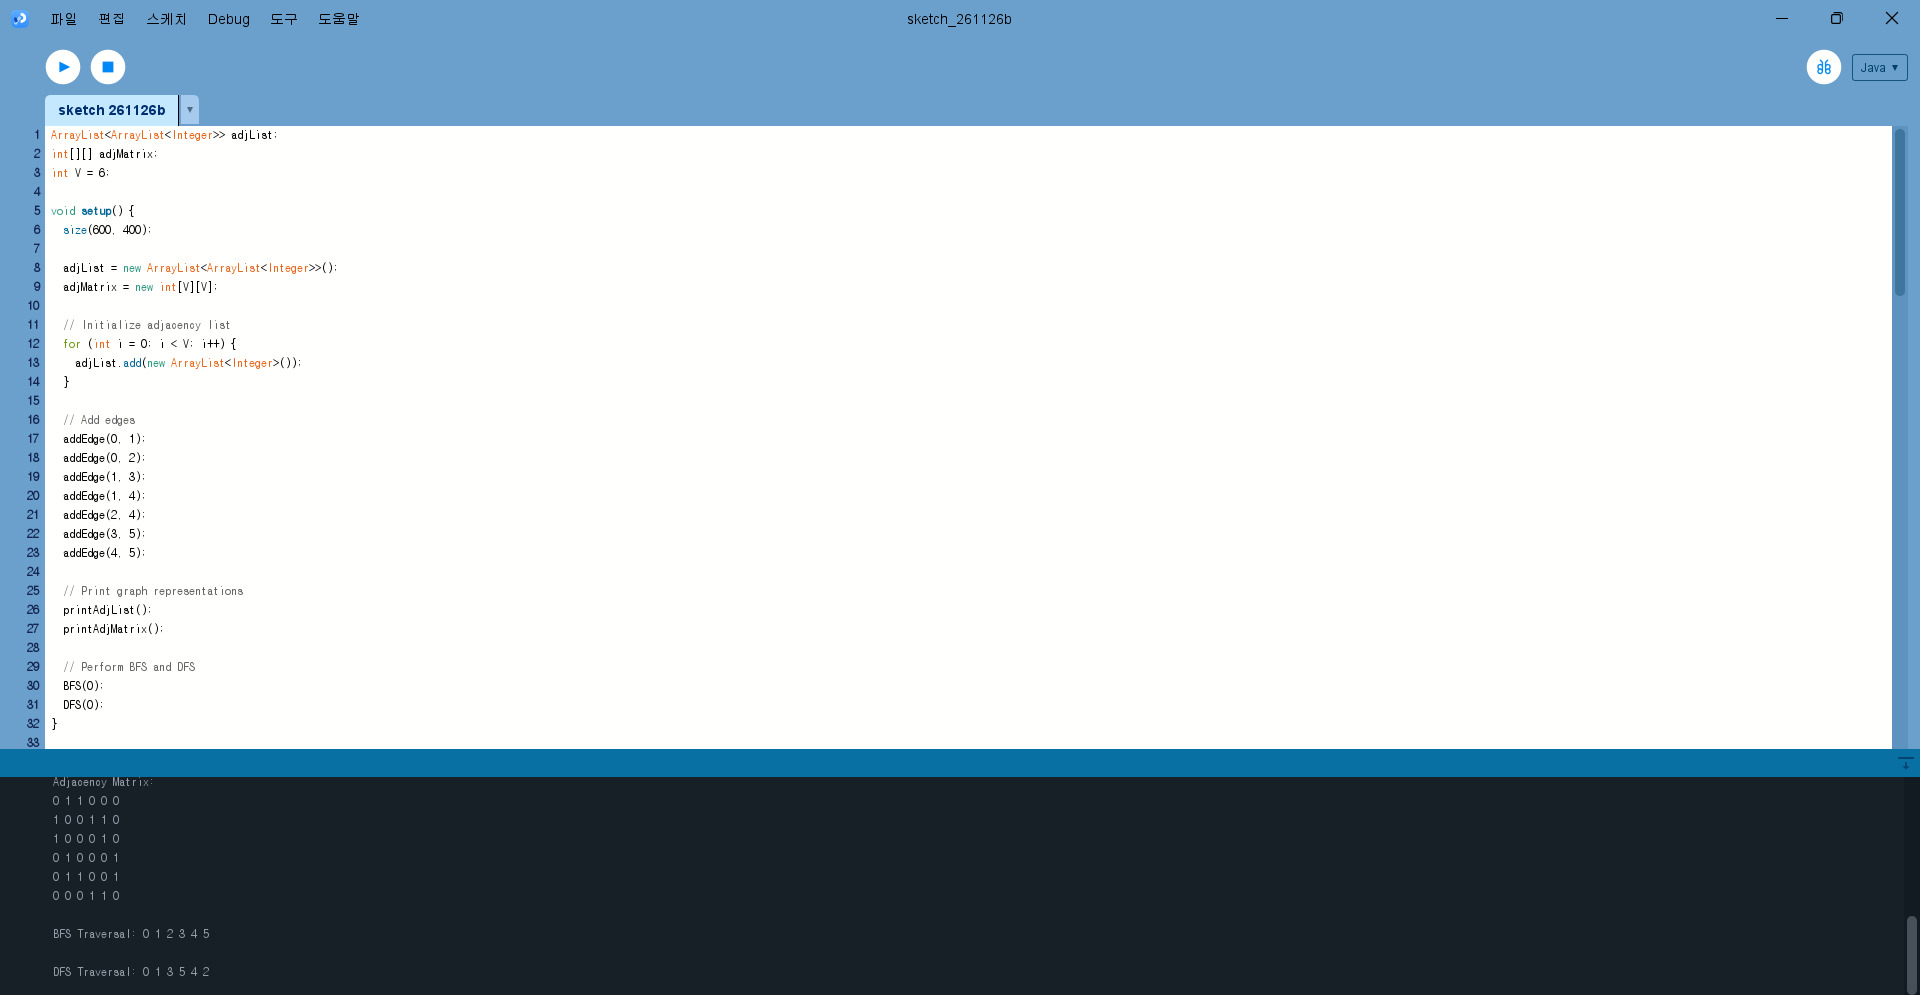 파일 편집 스케치 Debug 도구 도움말 sketch_261126b
Java ▼
sketch 261126b ▼
1 ArrayList<ArrayList<Integer>> adjList;
2 int[][] adjMatrix;
3 int V = 6;
4
5 void setup() {
6 size(600, 400);
7
8 adjList = new ArrayList<ArrayList<Integer>>();
9 adjMatrix = new int[V][V];
10
11 // Initialize adjacency list
12 for (int i = 0; i < V; i++) {
13 adjList.add(new ArrayList<Integer>());
14 }
15
16 // Add edges
17 addEdge(0, 1);
18 addEdge(0, 2);
19 addEdge(1, 3);
20 addEdge(1, 4);
21 addEdge(2, 4);
22 addEdge(3, 5);
23 addEdge(4, 5);
24
25 // Print graph representations
26 printAdjList();
27 printAdjMatrix();
28
29 // Perform BFS and DFS
30 BFS(0);
31 DFS(0);
32 }
33
Adjacency Matrix:
0 1 1 0 0 0
1 0 0 1 1 0
1 0 0 0 1 0
0 1 0 0 0 1
0 1 1 0 0 1
0 0 0 1 1 0
BFS Traversal: 0 1 2 3 4 5
DFS Traversal: 0 1 3 5 4 2